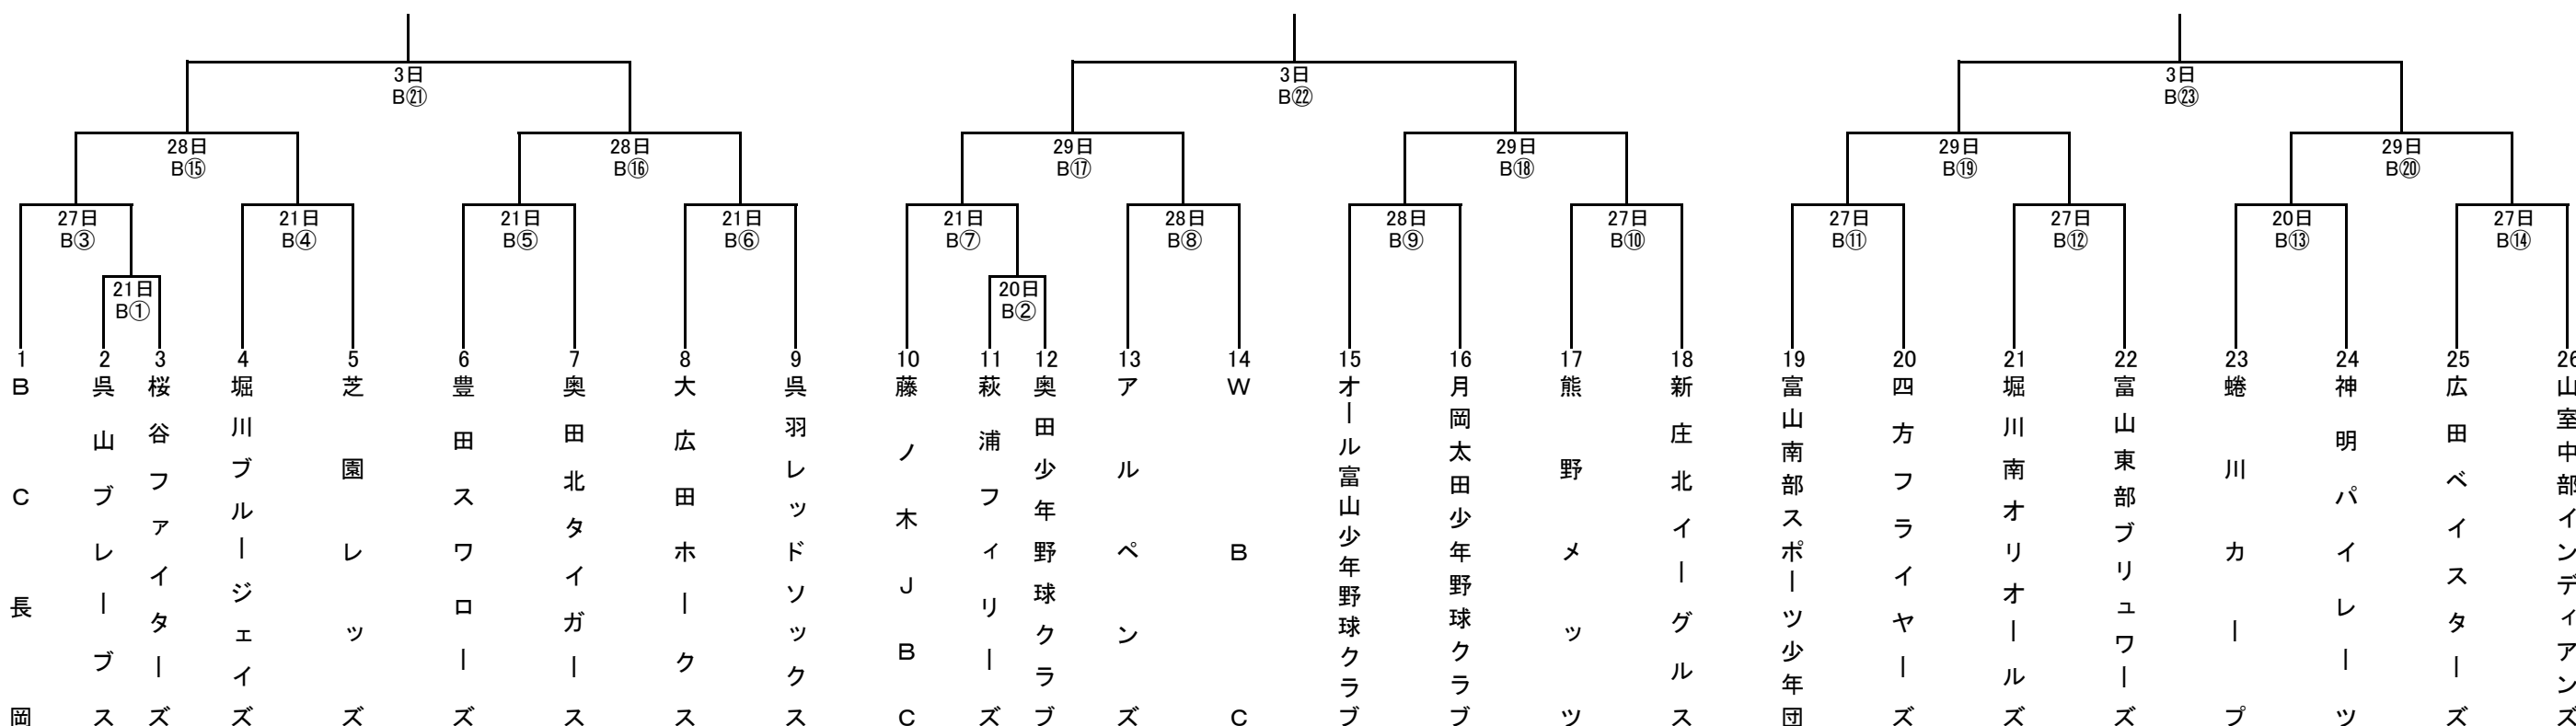 3日
B㉑
3日
B㉒
3日
B㉓
28日
B⑮
28日
B⑯
29日
B⑰
29日
B⑱
29日
B⑲
29日
B⑳
27日
B③
21日
B④
21日
B⑤
21日
B⑥
21日
B⑦
28日
B⑧
28日
B⑨
27日
B⑩
27日
B⑪
27日
B⑫
20日
B⑬
27日
B⑭
21日
B①
20日
B②
1
BC長岡
2
呉山ブレーブス
3
桜谷ファイターズ
4
堀川ブルージェイズ
5
芝園レッズ
6
豊田スワローズ
7
奥田北タイガース
8
大広田ホークス
9
呉羽レッドソックス
10
藤ノ木JBC
11
萩浦フィリーズ
12
奥田少年野球クラブ
13
アルペンズ
14
WBC
15
オール富山少年野球クラブ
16
月岡太田少年野球クラブ
17
熊野メッツ
18
新庄北イーグルス
19
富山南部スポーツ少年団
20
四方フライヤーズ
21
堀川南オリオールズ
22
富山東部ブリュワーズ
23
蜷川カープ
24
神明パイレーツ
25
広田ベイスターズ
26
山室中部インディアンズ